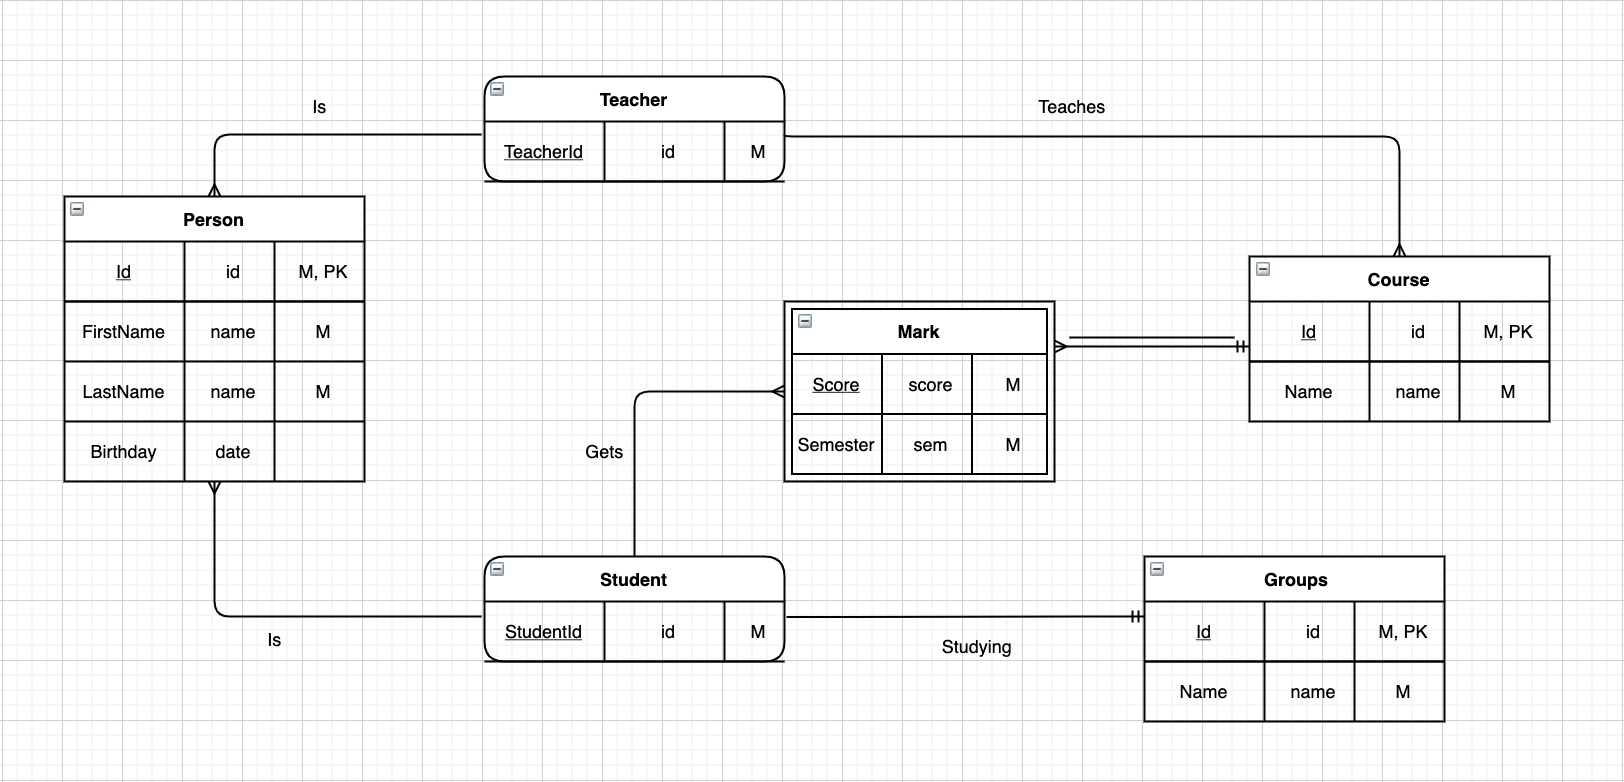 Is
Teacher
TeacherId id M
Teaches
Person
Id id M, PK
FirstName name M
LastName name M
Birthday date
Course
Id id M, PK
Name name M
Mark
Score score M
Semester sem M
Gets
Is
Student
StudentId id M
Studying
Groups
Id id M, PK
Name name M